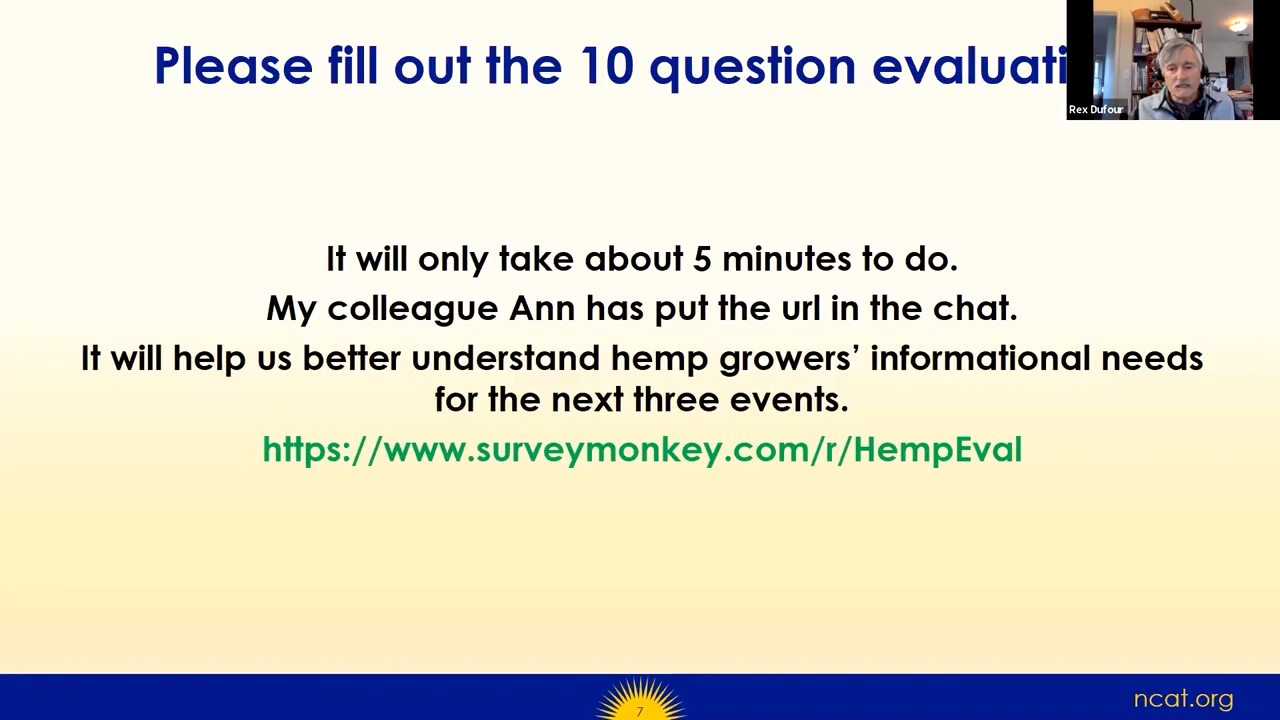 Please fill out the 10 question evaluati
Rex Dufour
It will only take about 5 minutes to do.
My colleague Ann has put the url in the chat.
It will help us better understand hemp growers’ informational needs
for the next three events.
https://www.surveymonkey.com/r/HempEval
7
ncat.org